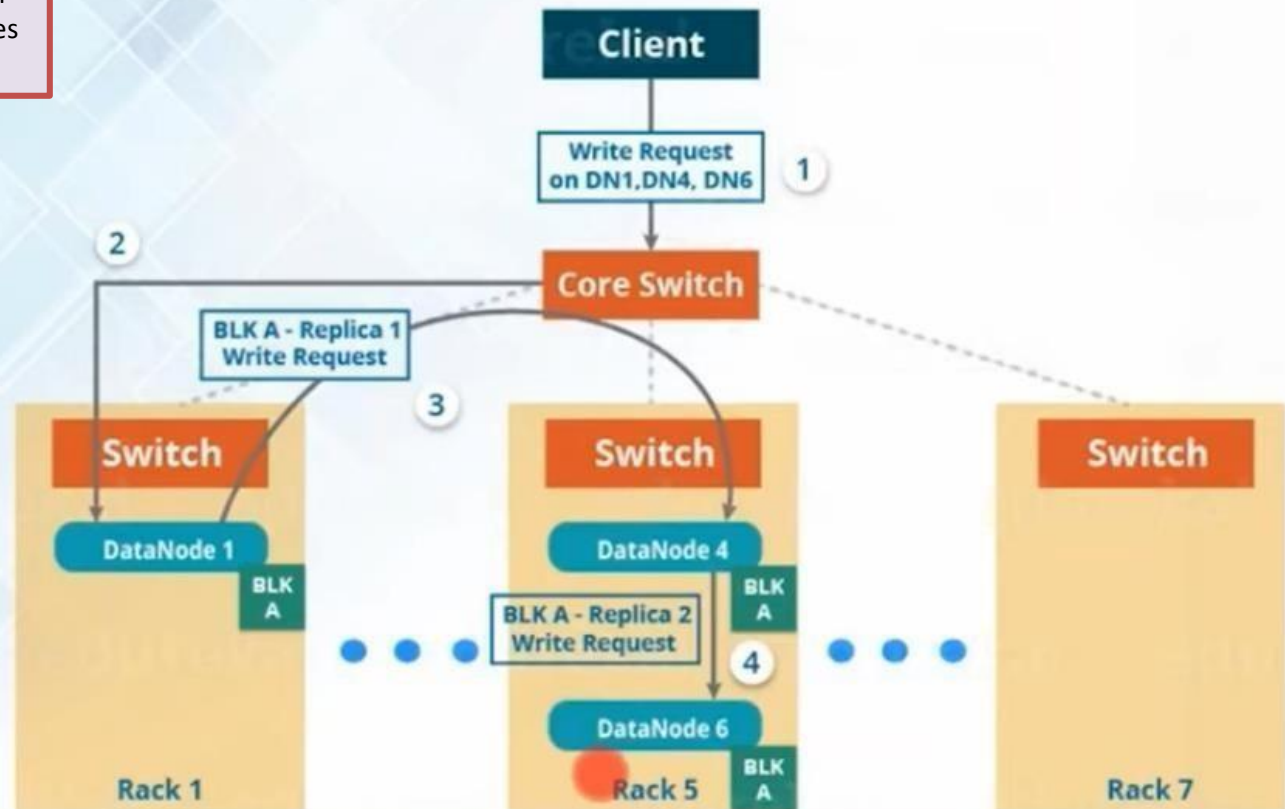 es
Client
Write Request
on DN1,DN4, DN6
1
2
Core Switch
BLK A - Replica 1
Write Request
3
Switch
Switch
Switch
DataNode 1
DataNode 4
BLK
A
BLK
A
BLK A - Replica 2
Write Request
4
DataNode 6
BLK
A
Rack 1
Rack 5
Rack 7